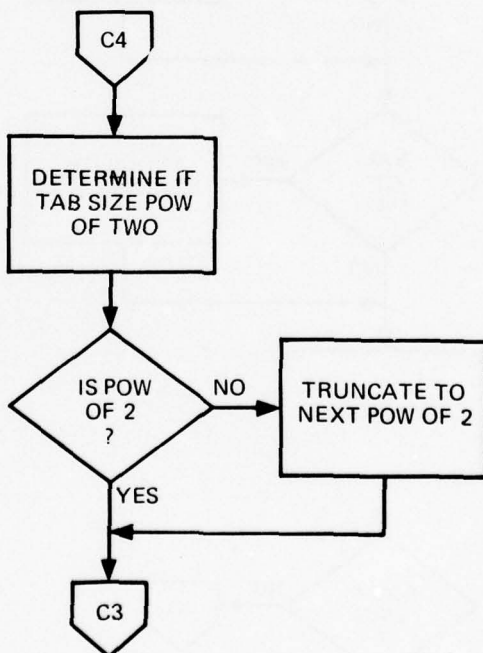 C4
DETERMINE IF
TAB SIZE POW
OF TWO
IS POW
OF 2
?
NO
TRUNCATE TO
NEXT POW OF 2
YES
C3